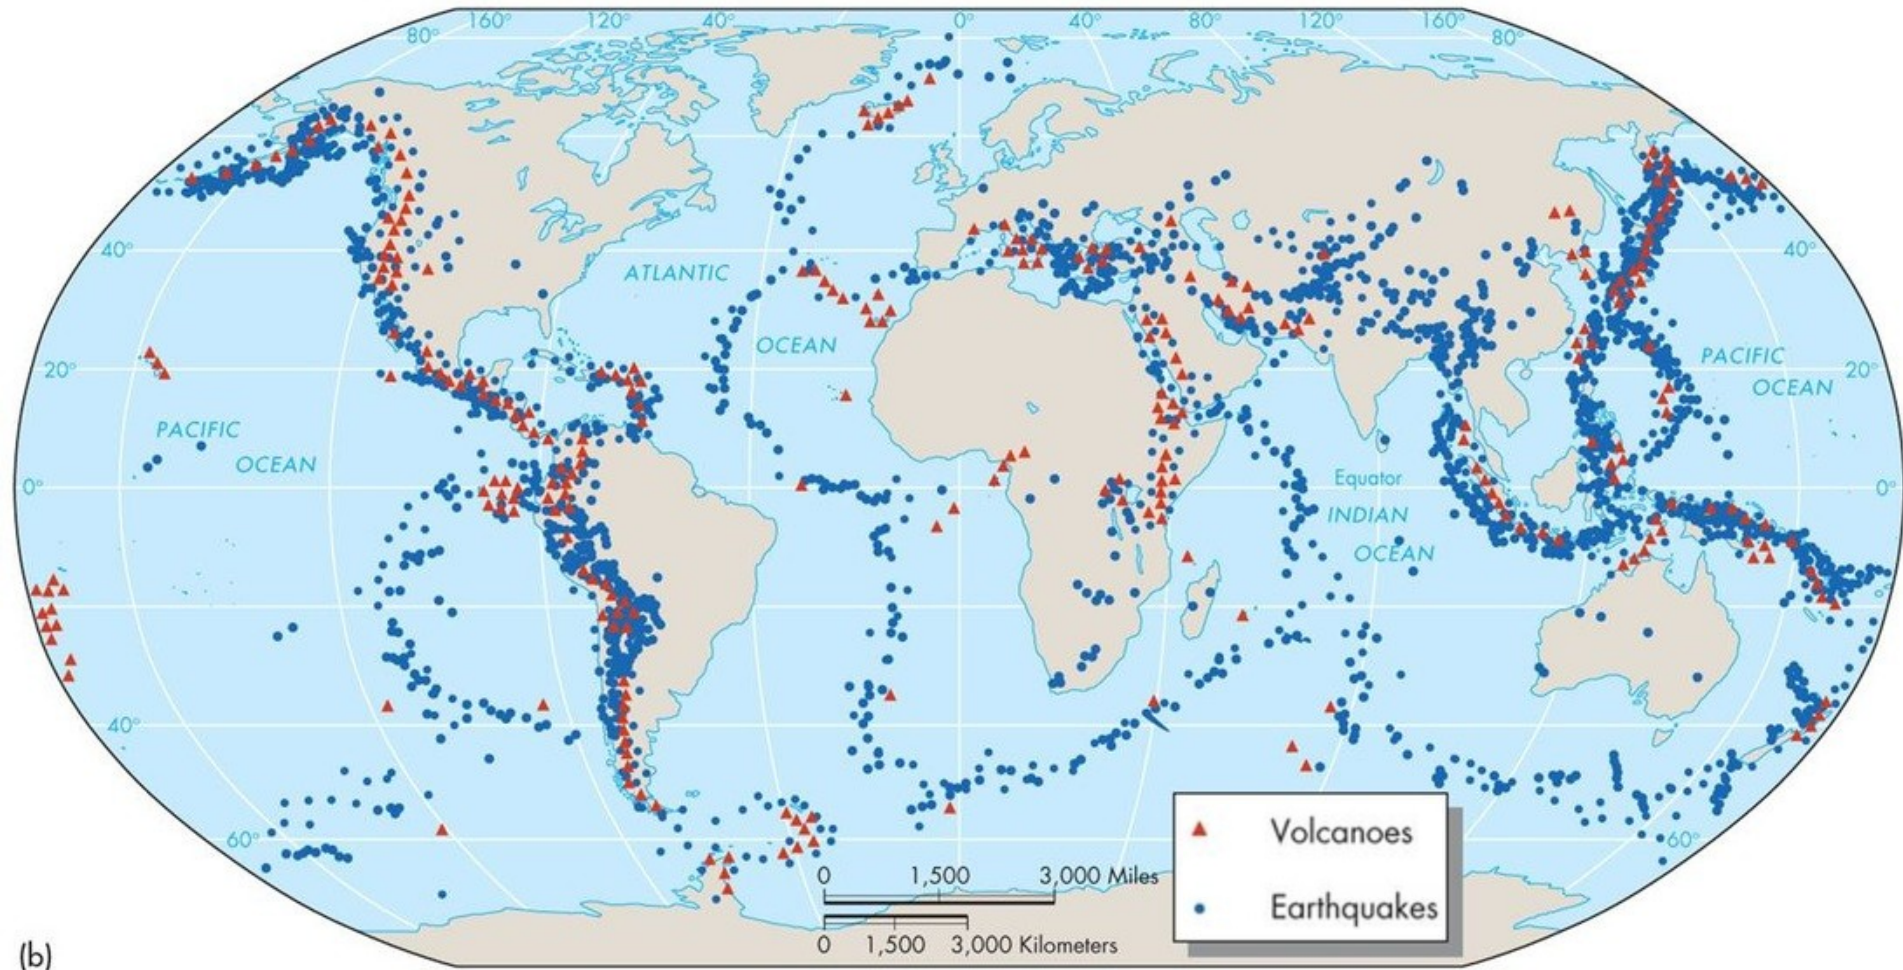 160° 120° 40° 0° 40° 80° 120° 160°
80° 80°
40° 40°
ATLANTIC
OCEAN
PACIFIC
OCEAN
20° 20°
PACIFIC
OCEAN
Equator
0° 0°
INDIAN
OCEAN
40°
60° 60°
Volcanoes
Earthquakes
0 1,500 3,000 Miles
0 1,500 3,000 Kilometers
(b)